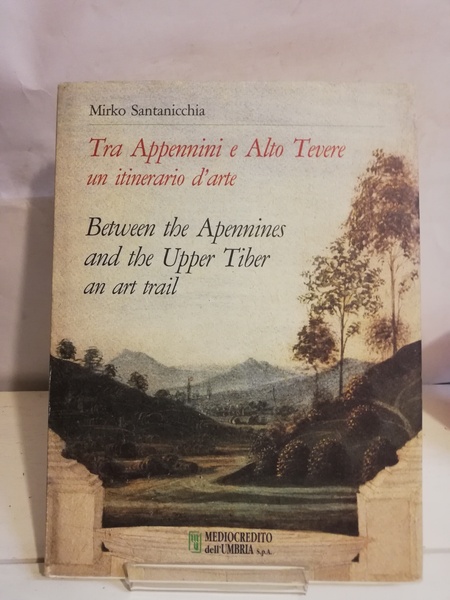 Mirko Santanicchia
Tra Appennini e Alto Tevere
un itinerario d'arte
Between the Apennines
and the Upper Tiber
an art trail
MEDIOCREDITO
dell'UMBRIA S.p.A.